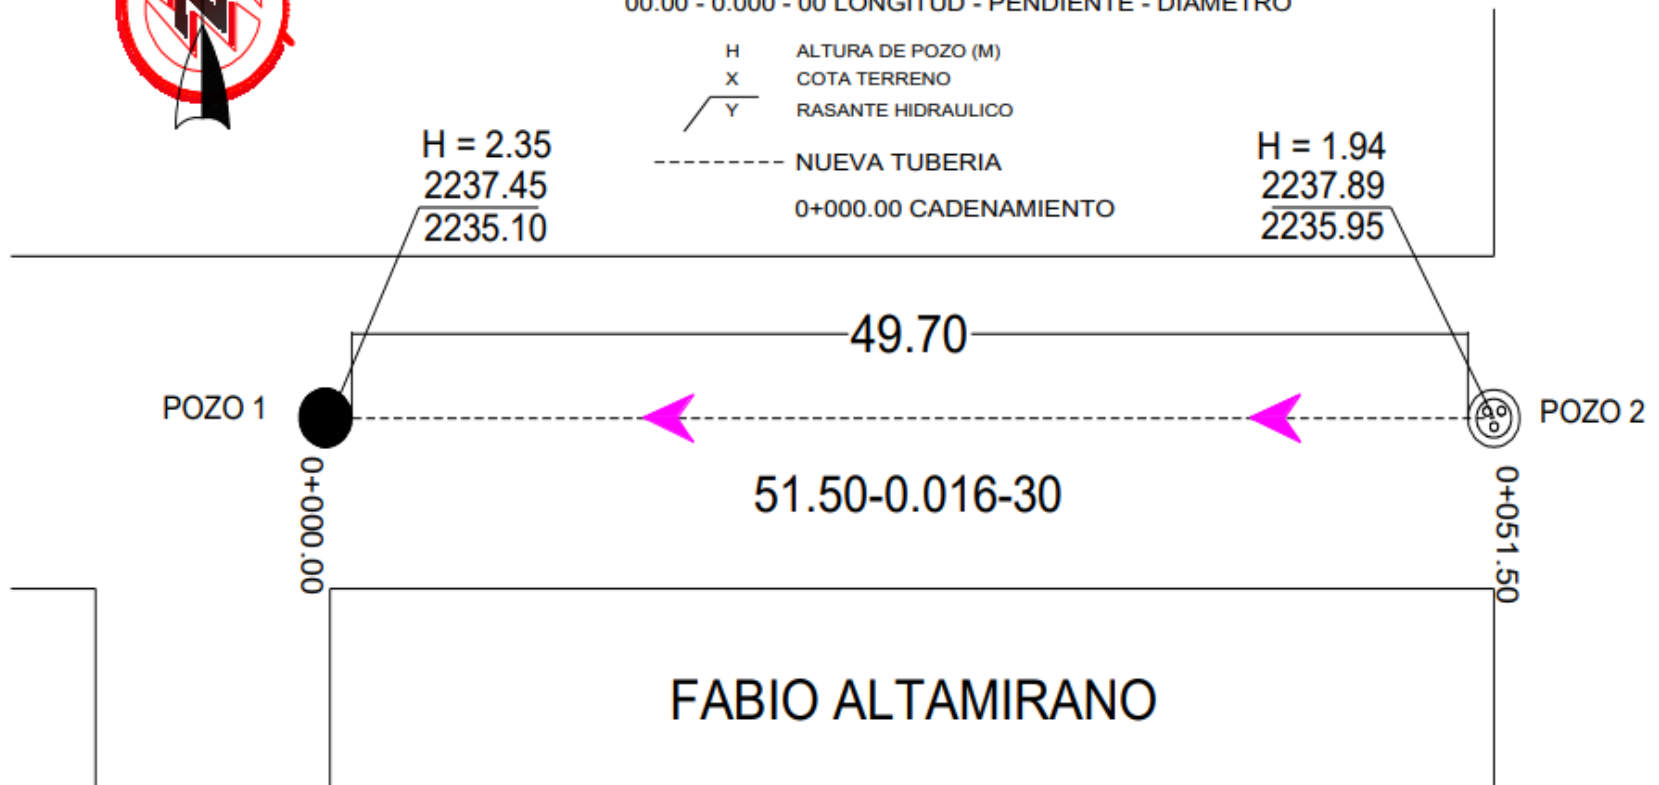 00.00 - 0.000 - 00 LONGITUD - PENDIENTE - DIAMETRO
N
H ALTURA DE POZO (M)
X COTA TERRENO
Y RASANTE HIDRAULICO
NUEVA TUBERIA
0+000.00 CADENAMIENTO
H = 2.35
2237.45
2235.10
H = 1.94
2237.89
2235.95
49.70
POZO 1
POZO 2
51.50-0.016-30
0+000.00
0+051.50
FABIO ALTAMIRANO